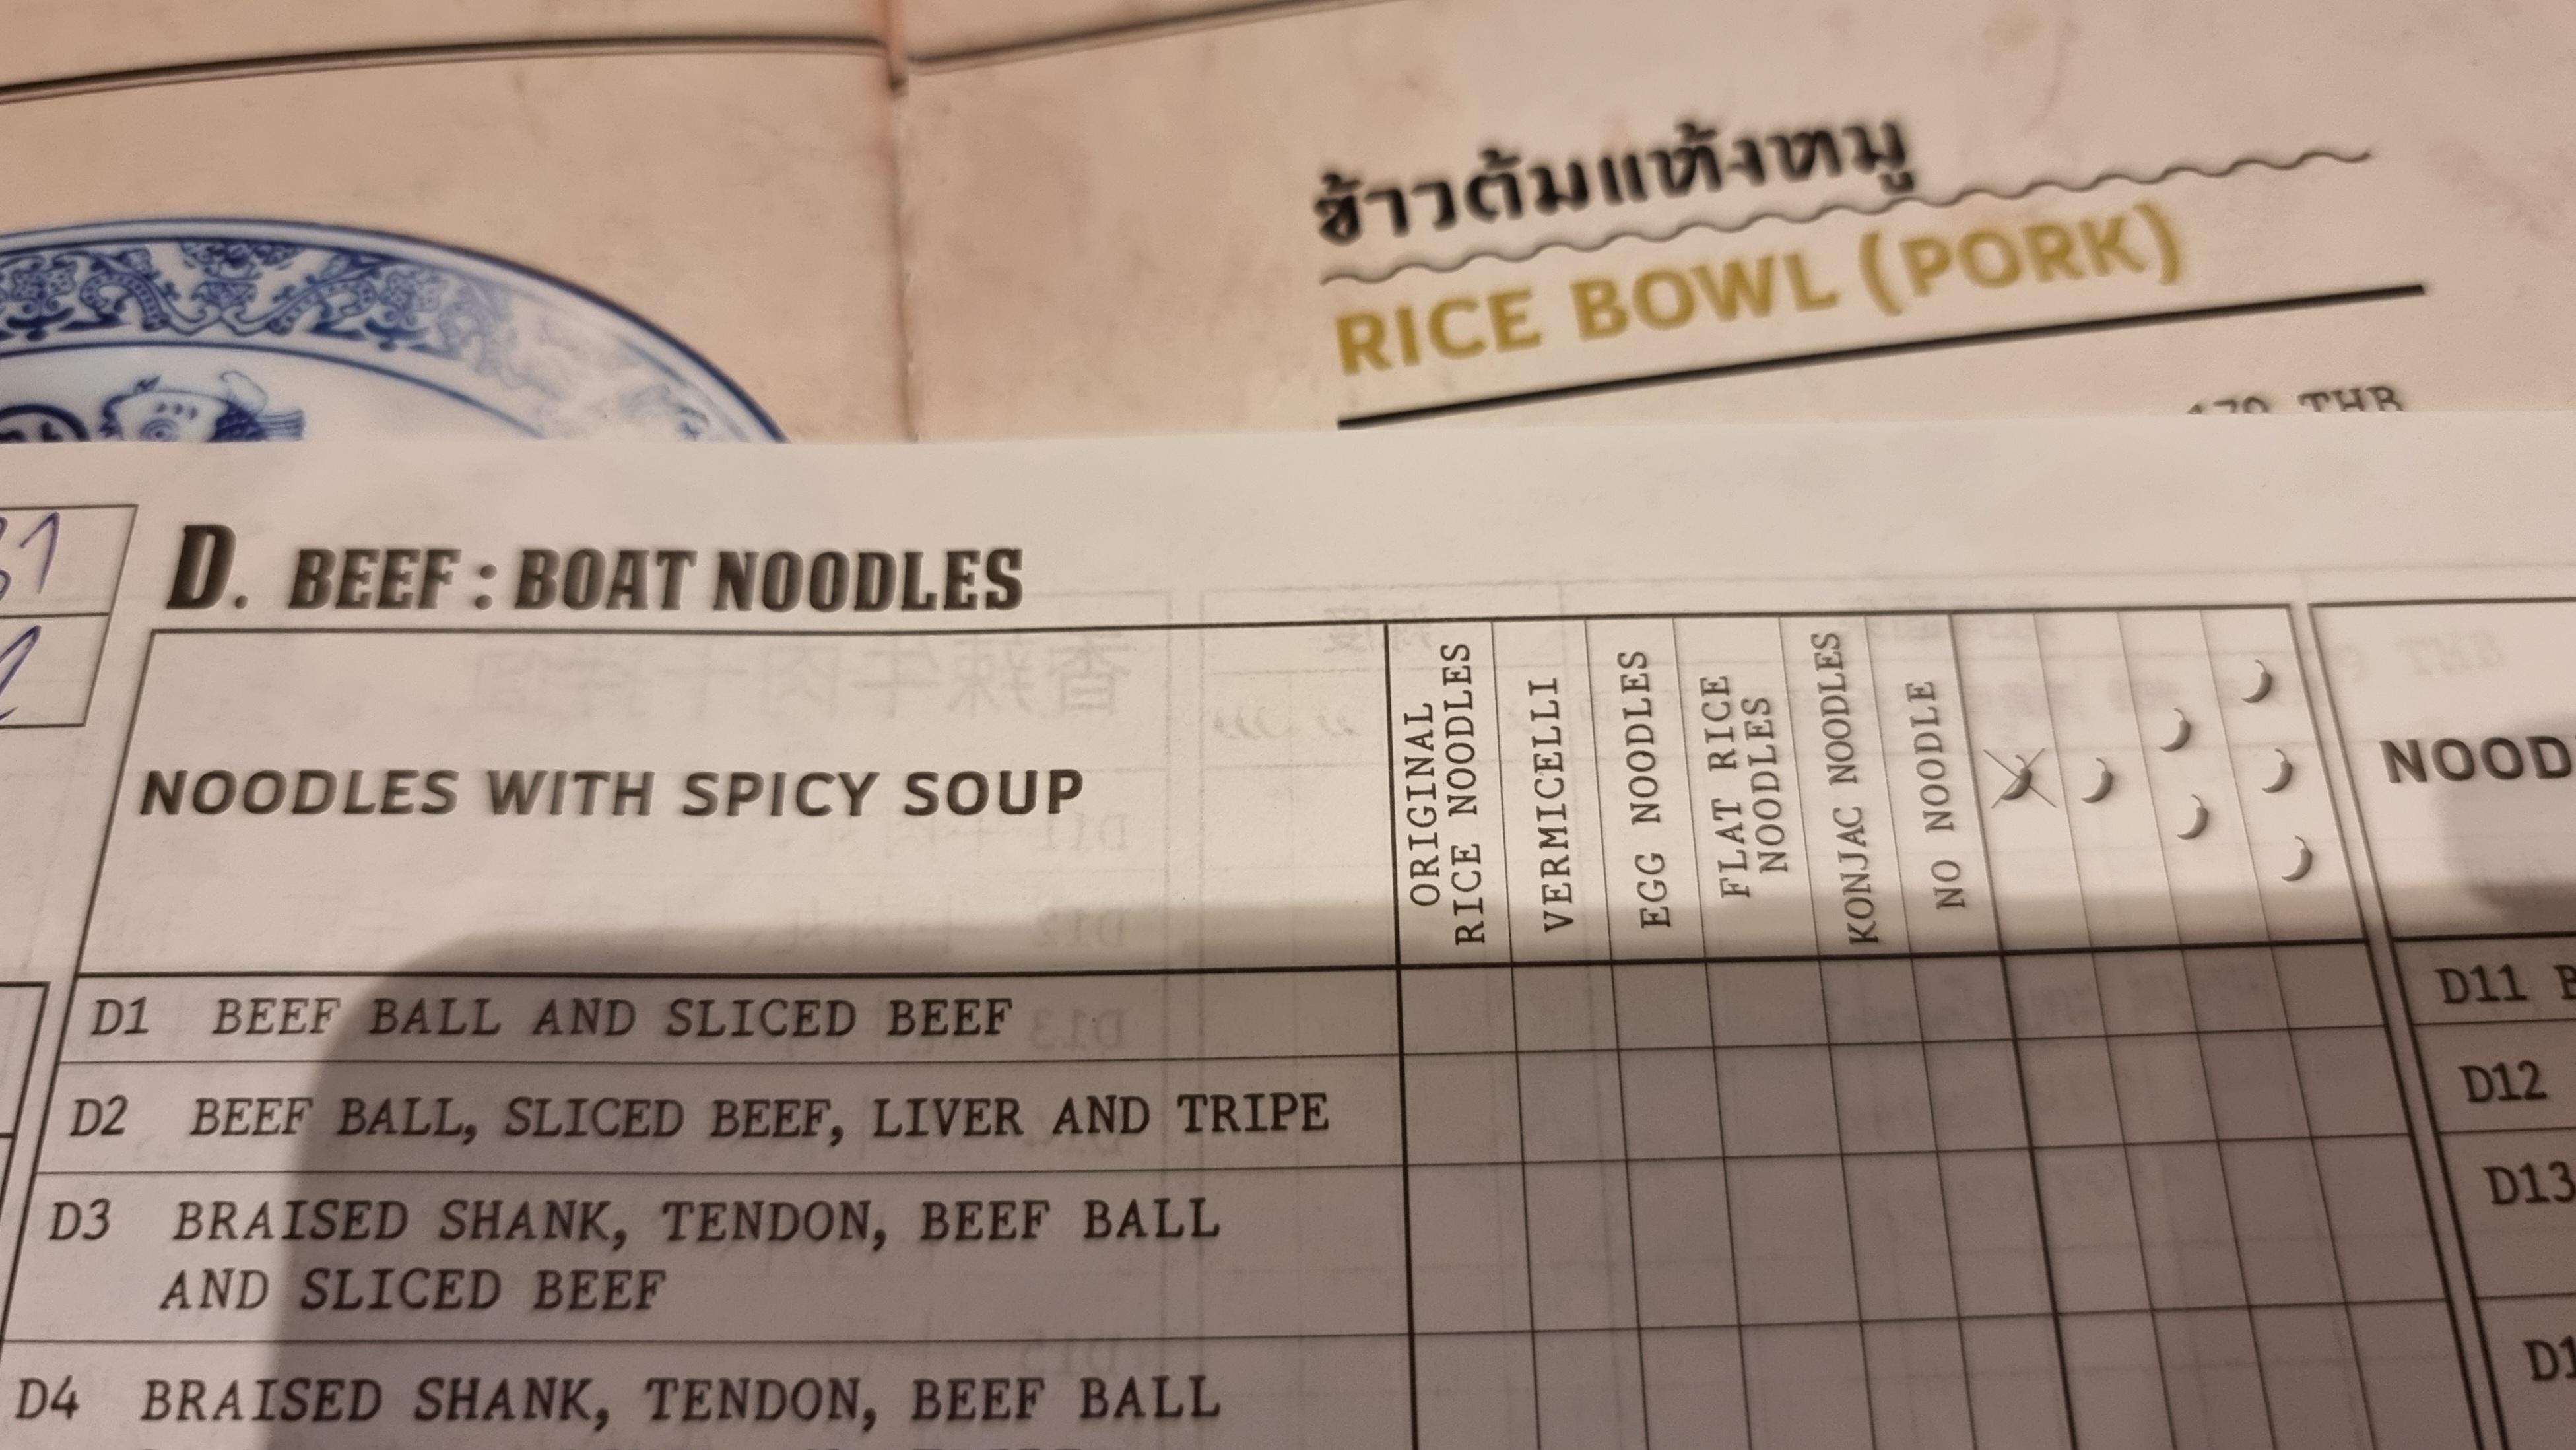 ข้าวต้มแห้งหมู
RICE BOWL (PORK)
THB
D. BEEF : BOAT NOODLES
NOODLES WITH SPICY SOUP
ORIGINAL
RICE NOODLES
VERMICELLI
EGG NOODLES
FLAT RICE
NOODLES
KONJAC NOODLES
NO NOODLE
D1 BEEF BALL AND SLICED BEEF
D2 BEEF BALL, SLICED BEEF, LIVER AND TRIPE
D3 BRAISED SHANK, TENDON, BEEF BALL
AND SLICED BEEF
D4 BRAISED SHANK, TENDON, BEEF BALL
NOOD
D11 B
D12
D13